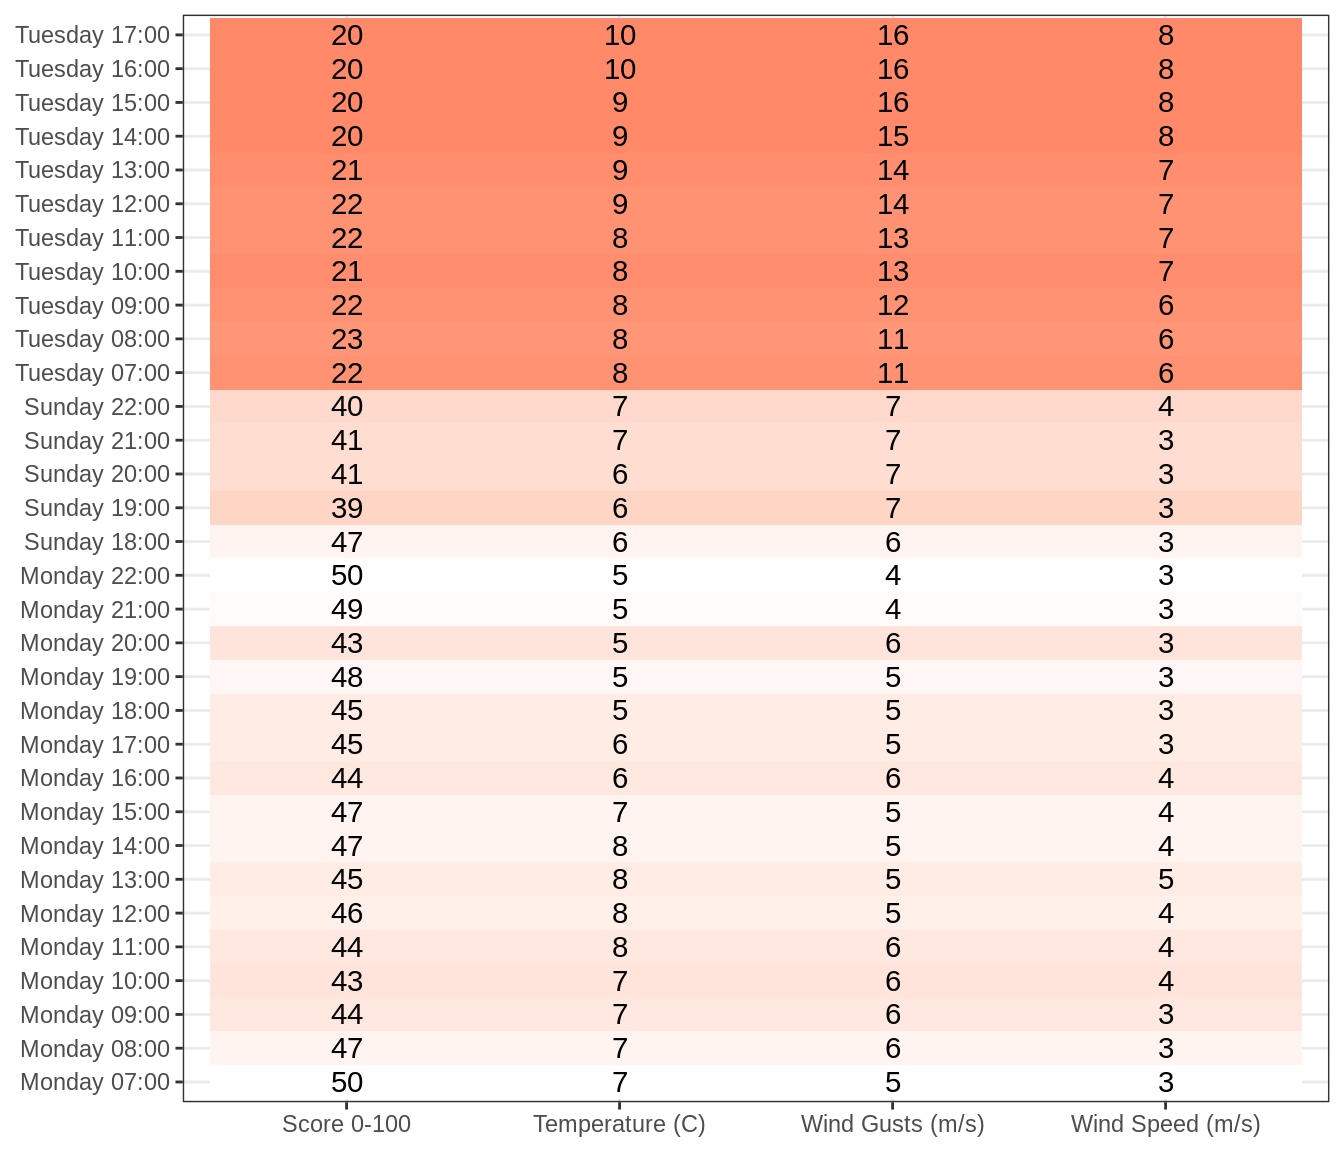 Tuesday 17:00 20 10 16 8
Tuesday 16:00 20 10 16 8
Tuesday 15:00 20 9 16 8
Tuesday 14:00 20 9 15 8
Tuesday 13:00 21 9 14 7
Tuesday 12:00 22 9 14 7
Tuesday 11:00 22 8 13 7
Tuesday 10:00 21 8 13 7
Tuesday 09:00 22 8 12 6
Tuesday 08:00 23 8 11 6
Tuesday 07:00 22 8 11 6
Sunday 22:00 40 7 7 4
Sunday 21:00 41 7 7 3
Sunday 20:00 41 6 7 3
Sunday 19:00 39 6 7 3
Sunday 18:00 47 6 6 3
Monday 22:00 50 5 4 3
Monday 21:00 49 5 4 3
Monday 20:00 43 5 6 3
Monday 19:00 48 5 5 3
Monday 18:00 45 5 5 3
Monday 17:00 45 6 5 3
Monday 16:00 44 6 6 4
Monday 15:00 47 7 5 4
Monday 14:00 47 8 5 4
Monday 13:00 45 8 5 5
Monday 12:00 46 8 5 4
Monday 11:00 44 8 6 4
Monday 10:00 43 7 6 4
Monday 09:00 44 7 6 3
Monday 08:00 47 7 6 3
Monday 07:00 50 7 5 3
Score 0-100 Temperature (C) Wind Gusts (m/s) Wind Speed (m/s)